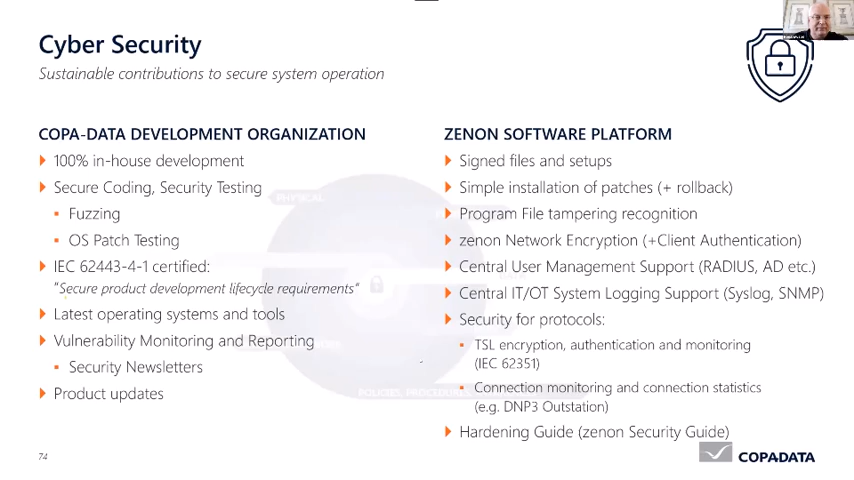 Cyber Security
Sustainable contributions to secure system operation
COPA-DATA DEVELOPMENT ORGANIZATION
100% in-house development
Secure Coding, Security Testing
Fuzzing
OS Patch Testing
IEC 62443-4-1 certified:
"Secure product development lifecycle requirements"
Latest operating systems and tools
Vulnerability Monitoring and Reporting
Security Newsletters
Product updates
ZENON SOFTWARE PLATFORM
Signed files and setups
Simple installation of patches (+ rollback)
Program File tampering recognition
zenon Network Encryption (+Client Authentication)
Central User Management Support (RADIUS, AD etc.)
Central IT/OT System Logging Support (Syslog, SNMP)
Security for protocols:
TSL encryption, authentication and monitoring
(IEC 62351)
Connection monitoring and connection statistics
(e.g. DNP3 Outstation)
Hardening Guide (zenon Security Guide)
PHYSICAL
74
COPADATA